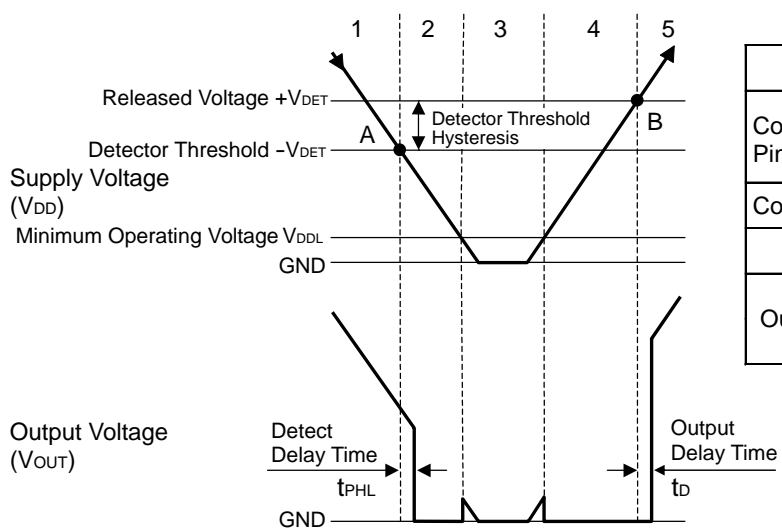 1 2 3 4 5
Released Voltage +VDET
Detector Threshold
Hysteresis
A
B
Detector Threshold −VDET
Supply Voltage
(VDD)
Minimum Operating Voltage VDDL
GND
Output Voltage
(VOUT)
Detect
Delay Time
tPHL
Output
Delay Time
tD
GND